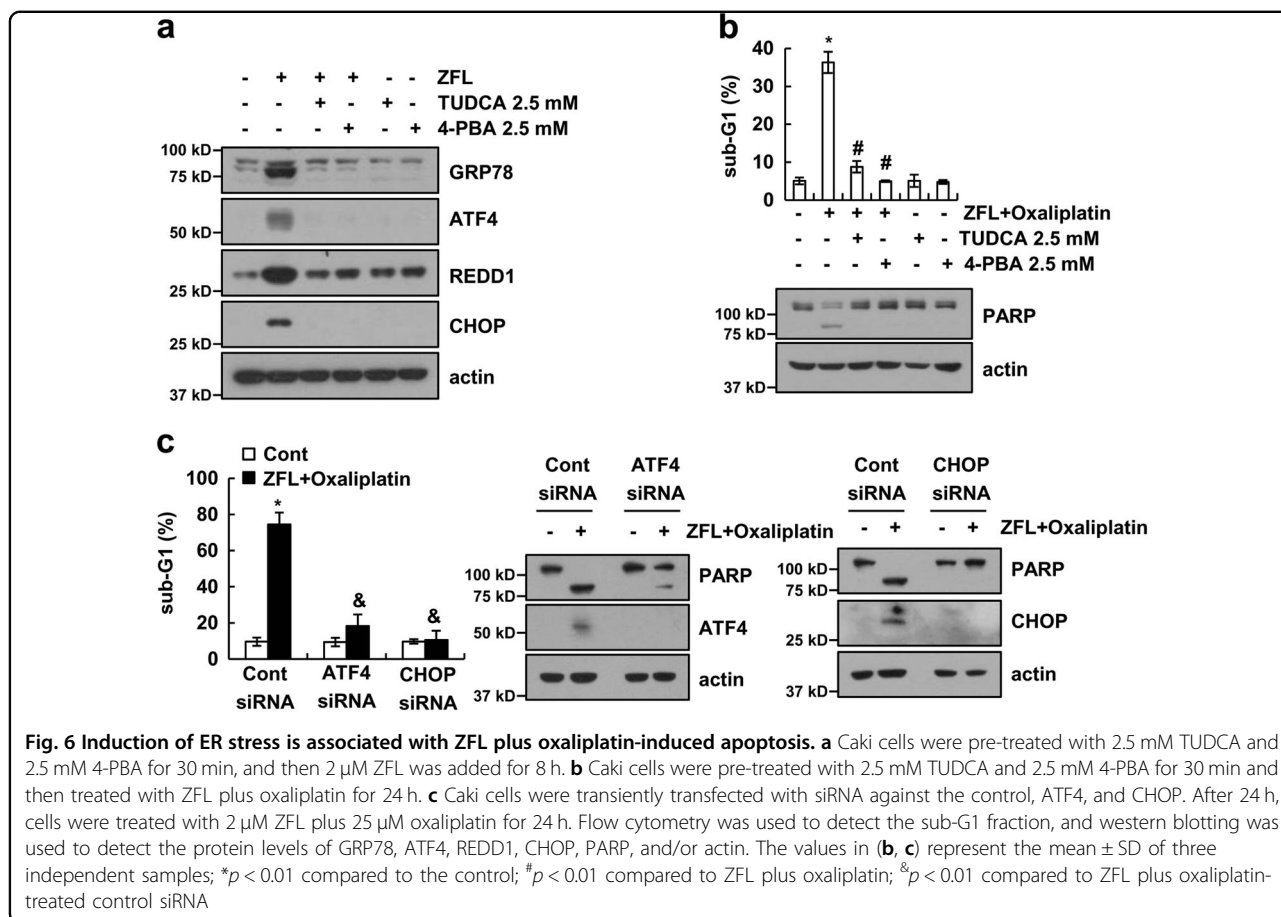 a
- + + + - - ZFL
- - + - + - TUDCA 2.5 mM
- - - + - + 4-PBA 2.5 mM
100 kD
75 kD
GRP78
50 kD
ATF4
25 kD
REDD1
25 kD
CHOP
37 kD
actin
b
sub-G1 (%)
40
30
20
10
0
*
#
#
- + + + - - ZFL+Oxaliplatin
- - + - + - TUDCA 2.5 mM
- - - + - + 4-PBA 2.5 mM
100 kD
75 kD
PARP
37 kD
actin
c
Cont
ZFL+Oxaliplatin
sub-G1 (%)
100
80
60
40
20
0
*
&
&
Cont siRNA
ATF4 siRNA
CHOP siRNA
Cont siRNA
ATF4 siRNA
- + - + ZFL+Oxaliplatin
100 kD
75 kD
PARP
50 kD
ATF4
37 kD
actin
Cont siRNA
CHOP siRNA
- + - + ZFL+Oxaliplatin
100 kD
75 kD
PARP
25 kD
CHOP
37 kD
actin
Fig. 6 Induction of ER stress is associated with ZFL plus oxaliplatin-induced apoptosis. a Caki cells were pre-treated with 2.5 mM TUDCA and
2.5 mM 4-PBA for 30 min, and then 2 µM ZFL was added for 8 h. b Caki cells were pre-treated with 2.5 mM TUDCA and 2.5 mM 4-PBA for 30 min and
then treated with ZFL plus oxaliplatin for 24 h. c Caki cells were transiently transfected with siRNA against the control, ATF4, and CHOP. After 24 h,
cells were treated with 2 µM ZFL plus 25 µM oxaliplatin for 24 h. Flow cytometry was used to detect the sub-G1 fraction, and western blotting was
used to detect the protein levels of GRP78, ATF4, REDD1, CHOP, PARP, and/or actin. The values in (b, c) represent the mean ± SD of three
independent samples; *p < 0.01 compared to the control; #p < 0.01 compared to ZFL plus oxaliplatin; &p < 0.01 compared to ZFL plus oxaliplatin-
treated control siRNA